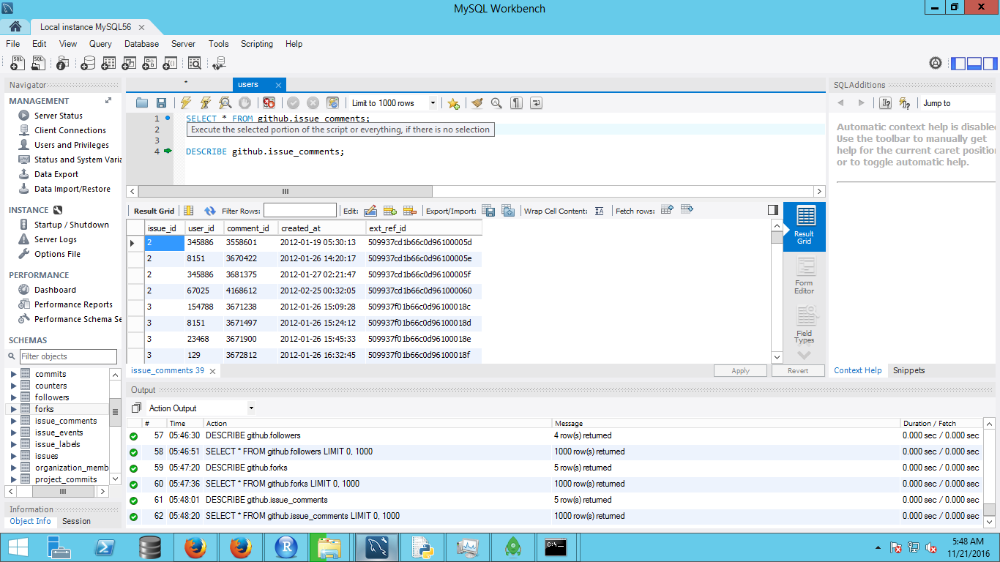 MySQL Workbench
Local instance MySQL56
File Edit View Query Database Server Tools Scripting Help
Navigator
MANAGEMENT
Server Status
Client Connections
Users and Privileges
Status and System Varia
Data Export
Data Import/Restore
INSTANCE
Startup / Shutdown
Server Logs
Options File
PERFORMANCE
Dashboard
Performance Reports
Performance Schema Se
SCHEMAS
Filter objects
commits
counters
followers
forks
issue_comments
issue_events
issue_labels
issues
organization_memb
project_commits
Information
Object Info Session
users
Limit to 1000 rows
1 SELECT * FROM github.issue_comments;
2
Execute the selected portion of the script or everything, if there is no selection
3
4 DESCRIBE github.issue_comments;
Result Grid Filter Rows: Edit: Export/Import: Wrap Cell Content: Fetch rows:
issue_id user_id comment_id created_at ext_ref_id
2 345886 3558601 2012-01-19 05:30:13 509937cd1b66c0d96100005d
2 8151 3670422 2012-01-26 14:20:17 509937cd1b66c0d96100005e
2 345886 3681375 2012-01-27 02:21:47 509937cd1b66c0d96100005f
2 67025 4168612 2012-02-25 00:32:05 509937cd1b66c0d961000060
3 154788 3671238 2012-01-26 15:09:28 509937f01b66c0d96100018c
3 8151 3671497 2012-01-26 15:24:12 509937f01b66c0d96100018d
3 23468 3671900 2012-01-26 15:45:33 509937f01b66c0d96100018e
3 129 3672812 2012-01-26 16:32:45 509937f01b66c0d96100018f
Result
Grid
Form
Editor
Field
Types
issue_comments 39
Apply Revert
SQLAdditions
Jump to
Automatic context help is disable
Use the toolbar to manually get
help for the current caret position
or to toggle automatic help.
Context Help Snippets
Output
Action Output
# Time Action Message Duration / Fetch
57 05:46:30 DESCRIBE github.followers 4 row(s) returned 0.000 sec / 0.000 sec
58 05:46:51 SELECT * FROM github.followers LIMIT 0, 1000 1000 row(s) returned 0.000 sec / 0.000 sec
59 05:47:20 DESCRIBE github.forks 5 row(s) returned 0.000 sec / 0.000 sec
60 05:47:36 SELECT * FROM github.forks LIMIT 0, 1000 1000 row(s) returned 0.000 sec / 0.000 sec
61 05:48:01 DESCRIBE github.issue_comments 5 row(s) returned 0.000 sec / 0.000 sec
62 05:48:20 SELECT * FROM github.issue_comments LIMIT 0, 1000 1000 row(s) returned 0.000 sec / 0.000 sec
5:48 AM
11/21/2016